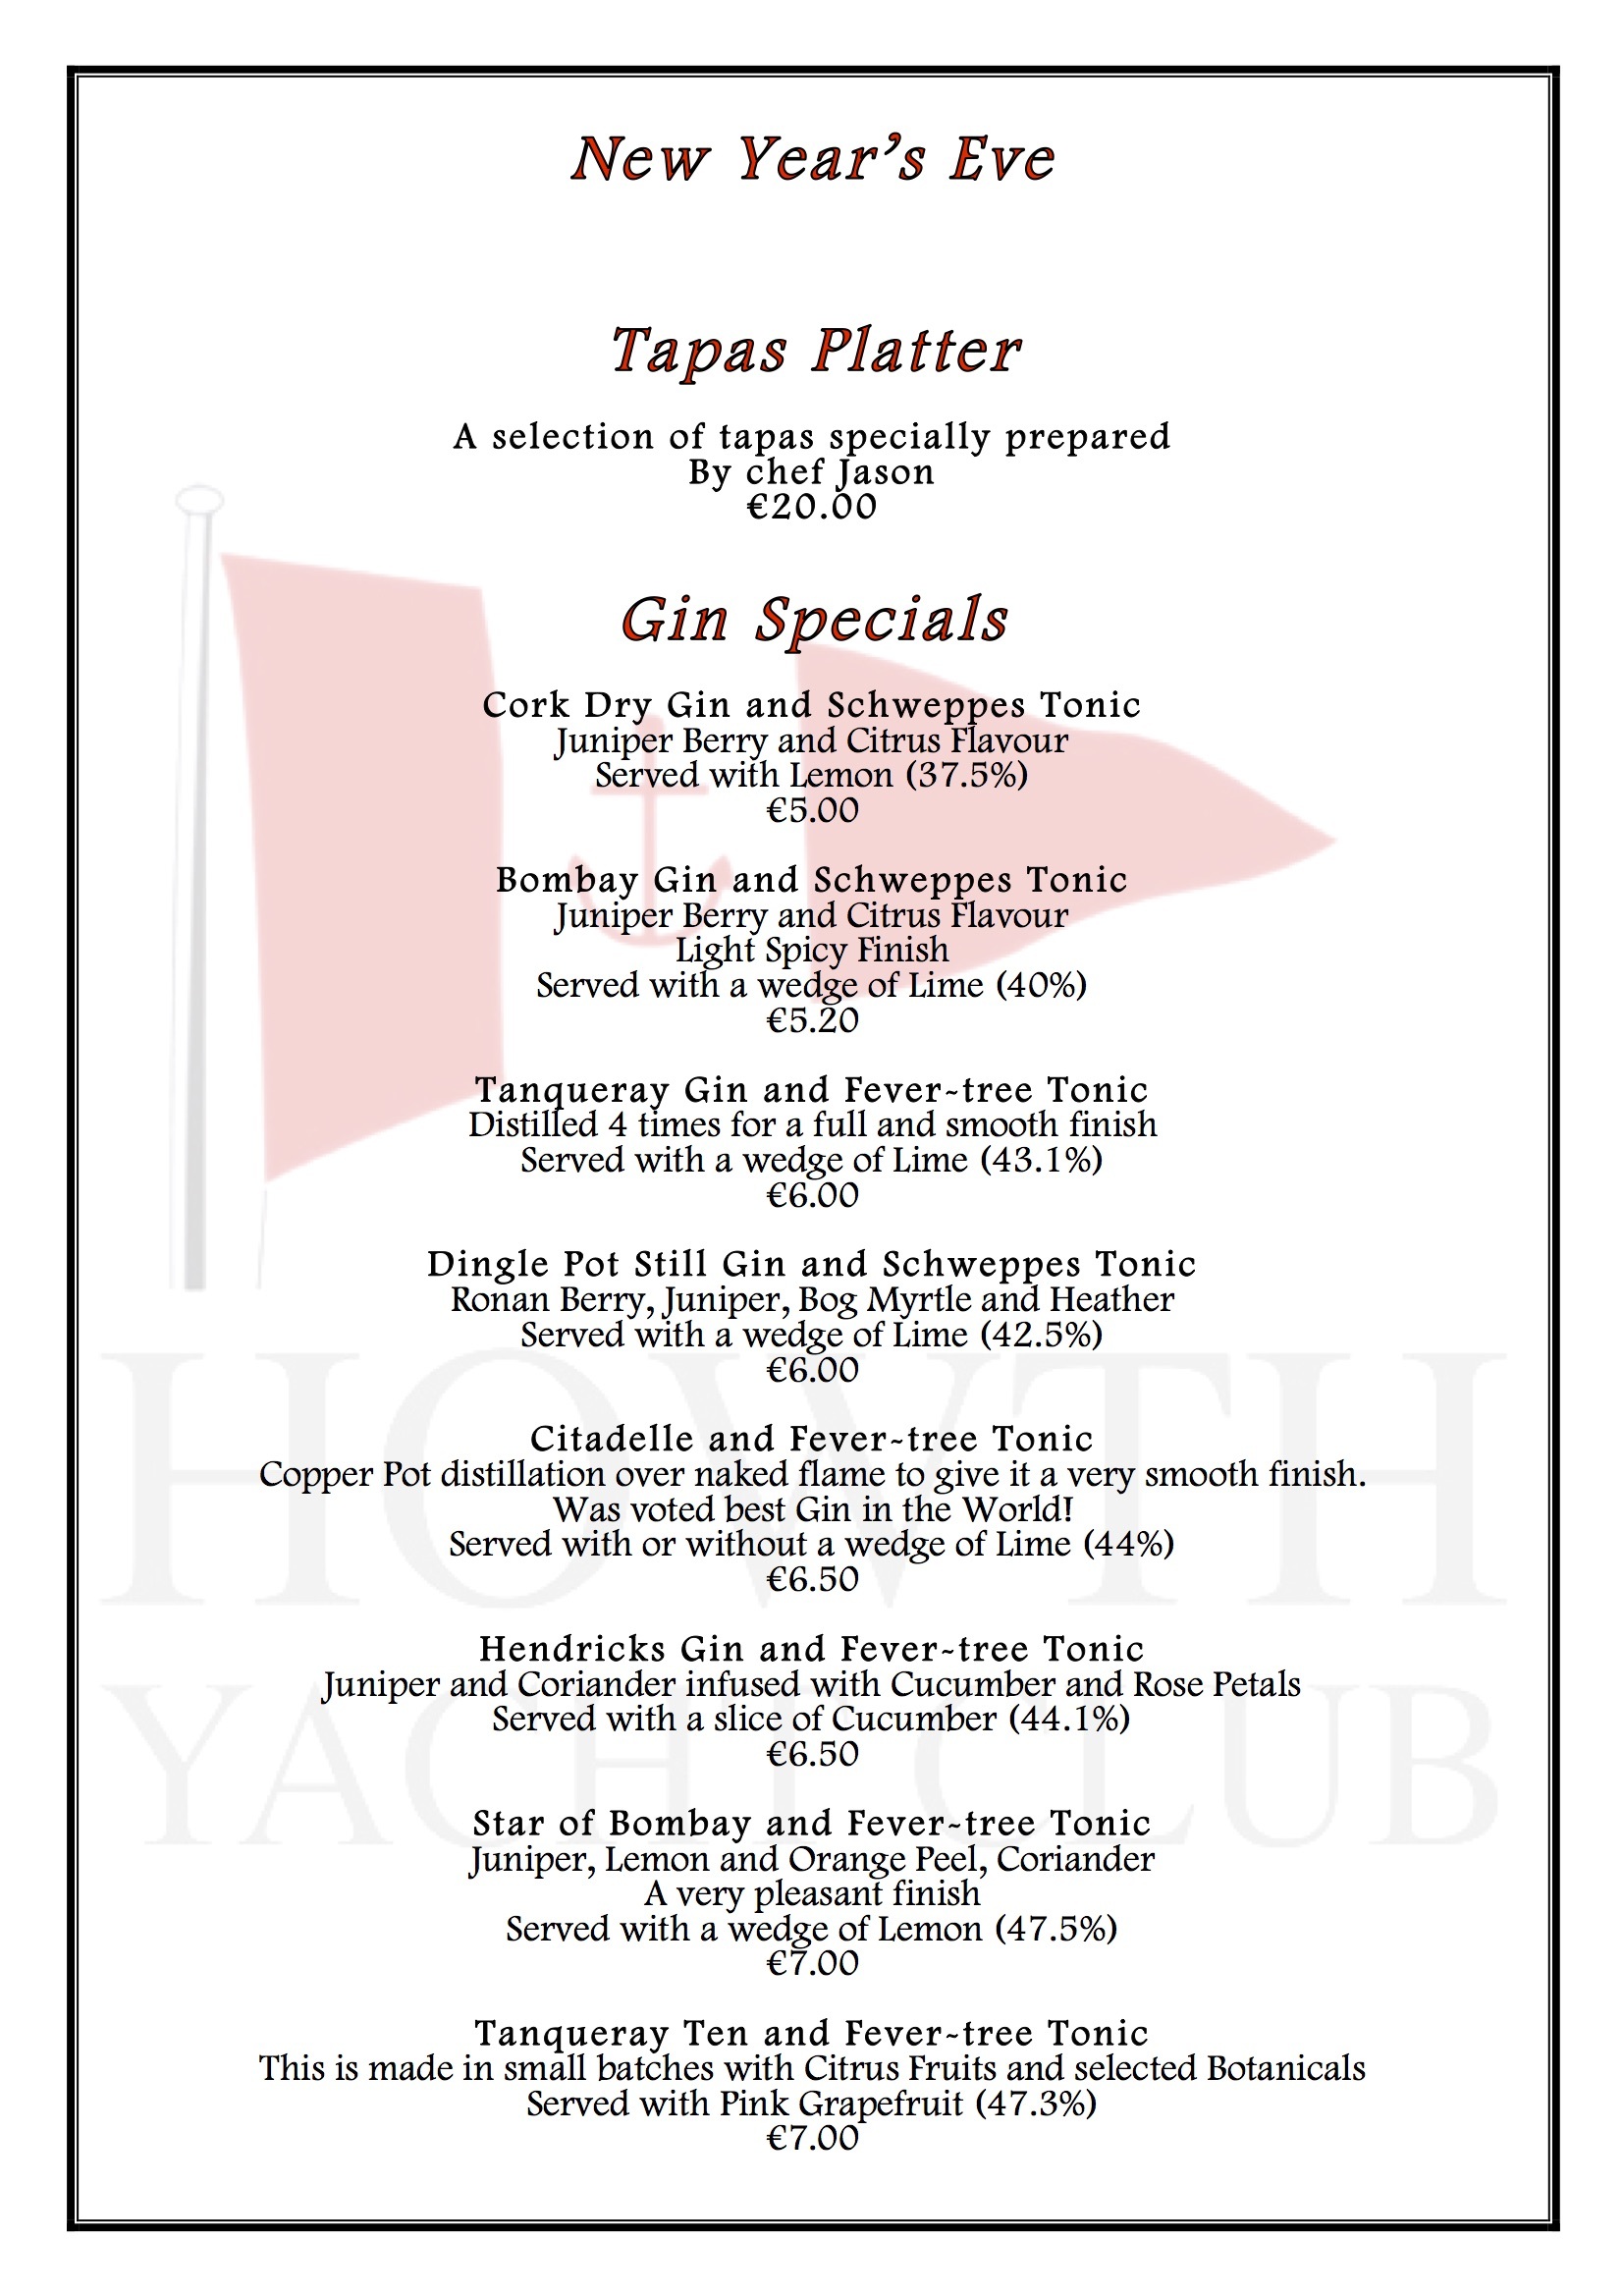 New Year's Eve
Tapas Platter
A selection of tapas specially prepared
By chef Jason
€20.00
Gin Specials
Cork Dry Gin and Schweppes Tonic
Juniper Berry and Citrus Flavour
Served with Lemon (37.5%)
€5.00
Bombay Gin and Schweppes Tonic
Juniper Berry and Citrus Flavour
Light Spicy Finish
Served with a wedge of Lime (40%)
€5.20
Tanqueray Gin and Fever-tree Tonic
Distilled 4 times for a full and smooth finish
Served with a wedge of Lime (43.1%)
€6.00
Dingle Pot Still Gin and Schweppes Tonic
Ronan Berry, Juniper, Bog Myrtle and Heather
Served with a wedge of Lime (42.5%)
€6.00
Citadelle and Fever-tree Tonic
Copper Pot distillation over naked flame to give it a very smooth finish.
Was voted best Gin in the World!
Served with or without a wedge of Lime (44%)
€6.50
Hendricks Gin and Fever-tree Tonic
Juniper and Coriander infused with Cucumber and Rose Petals
Served with a slice of Cucumber (44.1%)
€6.50
Star of Bombay and Fever-tree Tonic
Juniper, Lemon and Orange Peel, Coriander
A very pleasant finish
Served with a wedge of Lemon (47.5%)
€7.00
Tanqueray Ten and Fever-tree Tonic
This is made in small batches with Citrus Fruits and selected Botanicals
Served with Pink Grapefruit (47.3%)
€7.00
HOWTH
YACHT CLUB